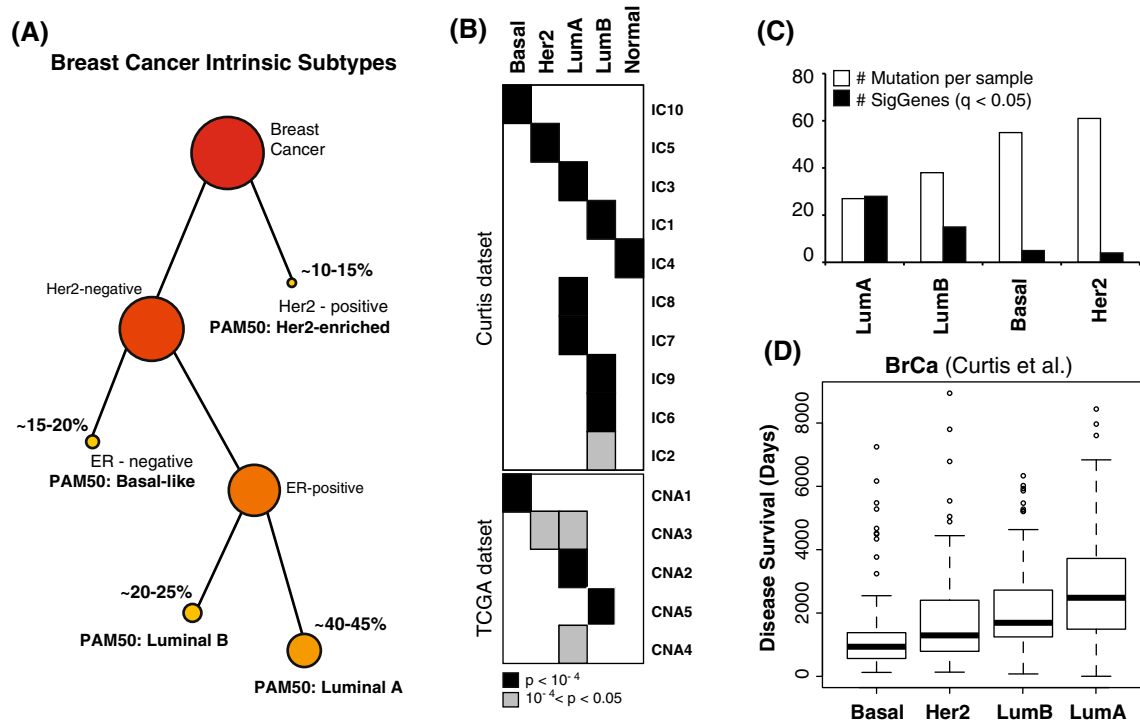 (A)
Breast Cancer Intrinsic Subtypes
Breast
Cancer
~10-15%
Her2-negative
Her2 - positive
PAM50: Her2-enriched
~15-20%
ER - negative
PAM50: Basal-like
ER-positive
~20-25%
PAM50: Luminal B
~40-45%
PAM50: Luminal A
(B)
Basal
Her2
LumA
LumB
Normal
Curtis datset
IC10
IC5
IC3
IC1
IC4
IC8
IC7
IC9
IC6
IC2
TCGA datset
CNA1
CNA3
CNA2
CNA5
CNA4
p < 10-4
10-4< p < 0.05
(C)
# Mutation per sample
# SigGenes (q < 0.05)
80
60
40
20
0
LumA
LumB
Basal
Her2
(D)
BrCa (Curtis et al.)
Disease Survival (Days)
8000
6000
4000
2000
0
Basal
Her2
LumB
LumA